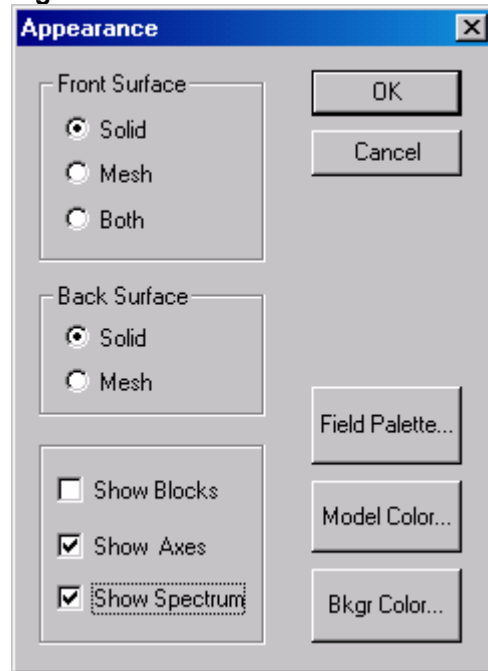 Appearance
Front Surface
Solid
Mesh
Both
OK
Cancel
Back Surface
Solid
Mesh
Show Blocks
Show Axes
Show Spectrum
Field Palette...
Model Color...
Bkgr Color...